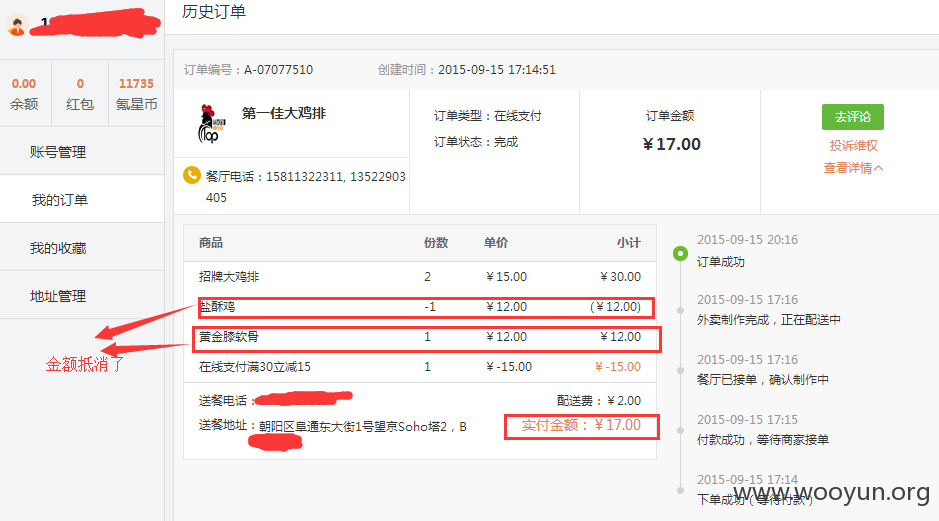 1
历史订单
0.00
余额
0
红包
11735
氪星币
账号管理
我的订单
我的收藏
地址管理
金额抵消了
订单编号：A-07077510 创建时间：2015-09-15 17:14:51
第一佳大鸡排
餐厅电话：15811322311, 13522903
405
订单类型：在线支付
订单状态：完成
订单金额
￥17.00
去评论
投诉维权
查看详情
商品 份数 单价 小计
招牌大鸡排 2 ￥15.00 ￥30.00
盐酥鸡 -1 ￥12.00 (￥12.00)
黄金膝软骨 1 ￥12.00 ￥12.00
在线支付满30立减15 1 ￥-15.00 ￥-15.00
送餐电话： 配送费：￥2.00
送餐地址：朝阳区阜通东大街1号望京Soho塔2，B
实付金额：￥17.00
2015-09-15 20:16
订单成功
2015-09-15 17:16
外卖制作完成，正在配送中
2015-09-15 17:16
餐厅已接单，确认制作中
2015-09-15 17:15
付款成功，等待商家接单
2015-09-15 17:14
下单成功（等待付款）
www.wooyun.org